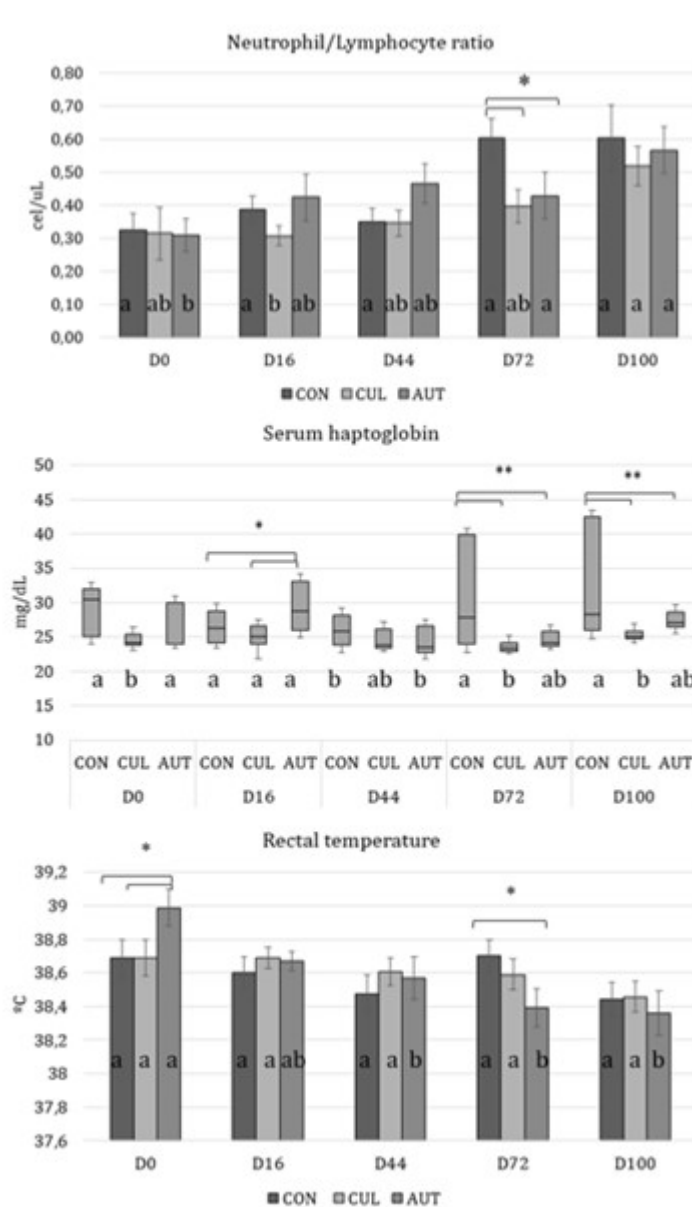 Neutrophil/Lymphocyte ratio
0,80
0,70
0,60
0,50
0,40
0,30
0,20
0,10
0,00
cel/uL
*
a ab b a b ab a ab ab a ab a a a a
D0 D16 D44 D72 D100
CON CUL AUT
Serum haptoglobin
50
45
40
35
30
25
20
15
10
mg/dL
* ** **
a b a a a a b ab b a b ab a b ab
CON CUL AUT CON CUL AUT CON CUL AUT CON CUL AUT CON CUL AUT
D0 D16 D44 D72 D100
Rectal temperature
39,2
39
38,8
38,6
38,4
38,2
38
37,8
37,6
ºC
* *
a a a a a ab a a b a a b a a b
D0 D16 D44 D72 D100
CON CUL AUT